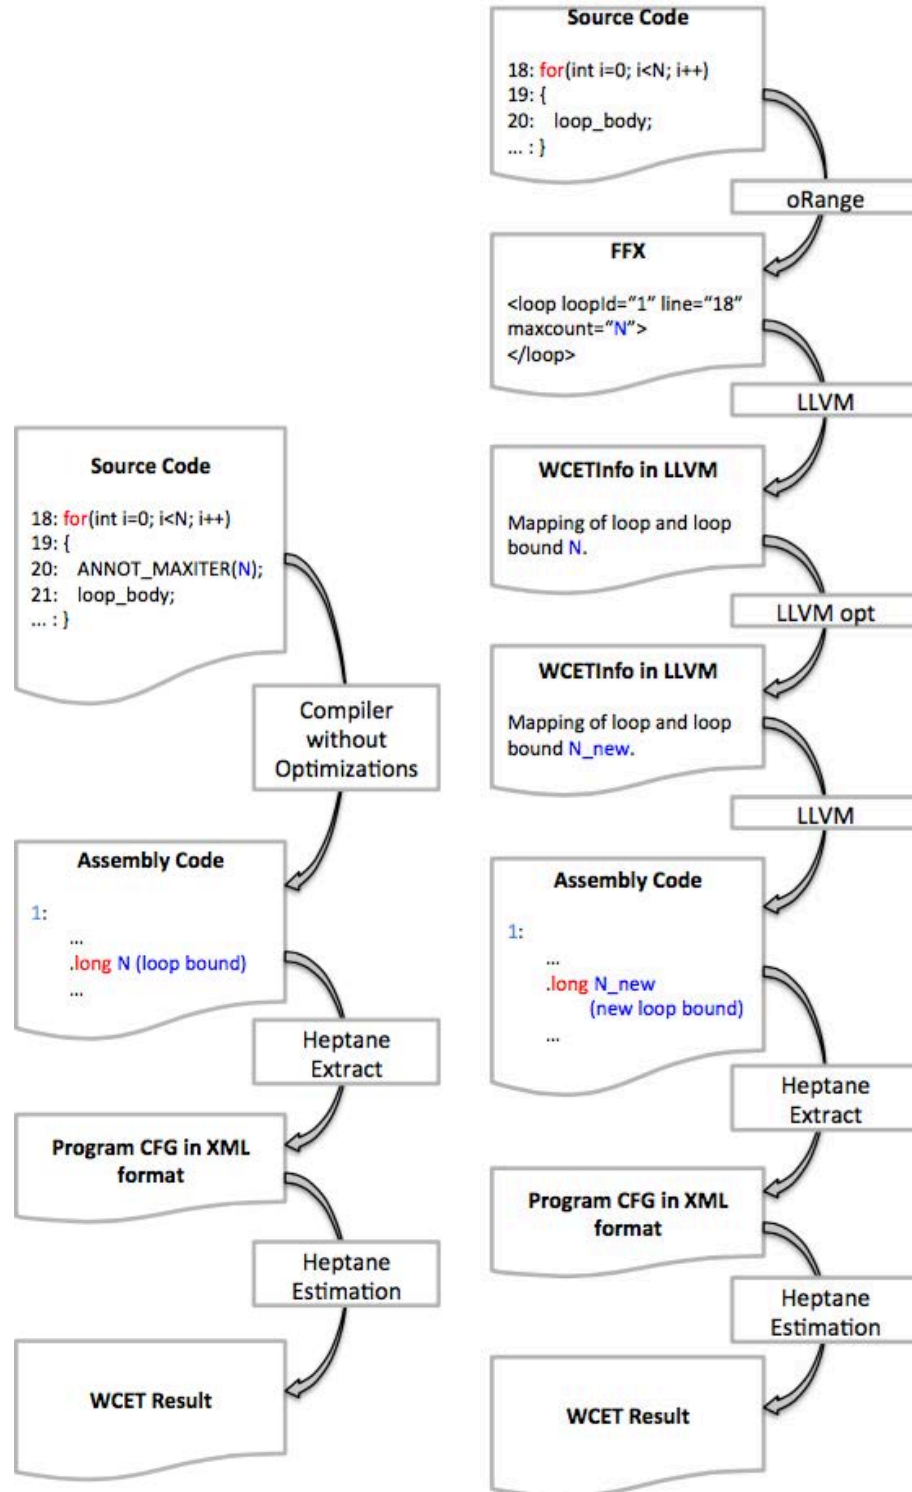 Source Code
18: for(int i=0; i<N; i++)
19: {
20: ANNOT_MAXITER(N);
21: loop_body;
... : }
Compiler
without
Optimizations
Assembly Code
1:
...
.long N (loop bound)
...
Heptane
Extract
Program CFG in XML
format
Heptane
Estimation
WCET Result
Source Code
18: for(int i=0; i<N; i++)
19: {
20: loop_body;
... : }
oRange
FFX
<loop loopId="1" line="18"
maxcount="N">
</loop>
LLVM
WCETInfo in LLVM
Mapping of loop and loop
bound N.
LLVM opt
WCETInfo in LLVM
Mapping of loop and loop
bound N_new.
LLVM
Assembly Code
1:
...
.long N_new
(new loop bound)
...
Heptane
Extract
Program CFG in XML
format
Heptane
Estimation
WCET Result